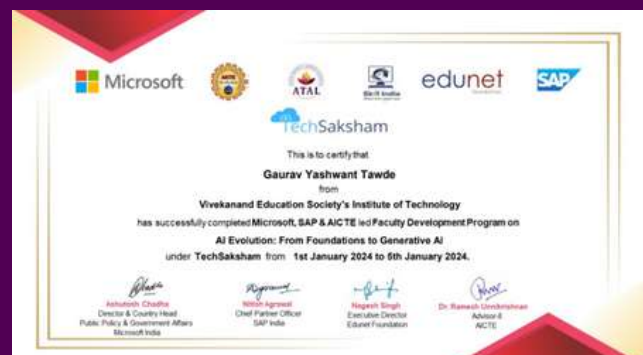 Microsoft
AICTE
ATAL
Skill India
edunet
foundation
SAP
TechSaksham
This is to certify that
Gaurav Yashwant Tawde
from
Vivekanand Education Society's Institute of Technology
has successfully completed Microsoft, SAP & AICTE led Faculty Development Program on
AI Evolution: From Foundations to Generative AI
under TechSaksham from 1st January 2024 to 5th January 2024.
Ashutosh Chadha
Director & Country Head
Public Policy & Government Affairs
Microsoft India
Nitish Agrawal
Chief Partner Officer
SAP India
Nagesh Singh
Executive Director
Edunet Foundation
Dr. Ramesh Unnikrishnan
Advisor-II
AICTE